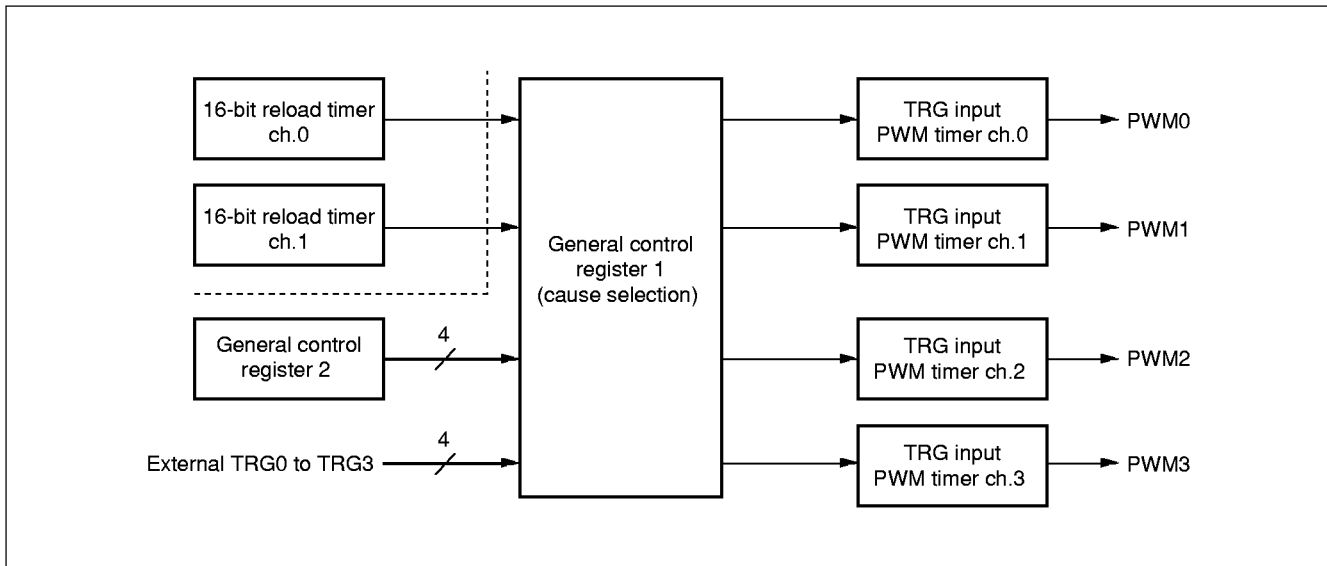 16-bit reload timer
ch.0
16-bit reload timer
ch.1
General control
register 2
4
External TRG0 to TRG3
4
General control
register 1
(cause selection)
TRG input
PWM timer ch.0
PWM0
TRG input
PWM timer ch.1
PWM1
TRG input
PWM timer ch.2
PWM2
TRG input
PWM timer ch.3
PWM3